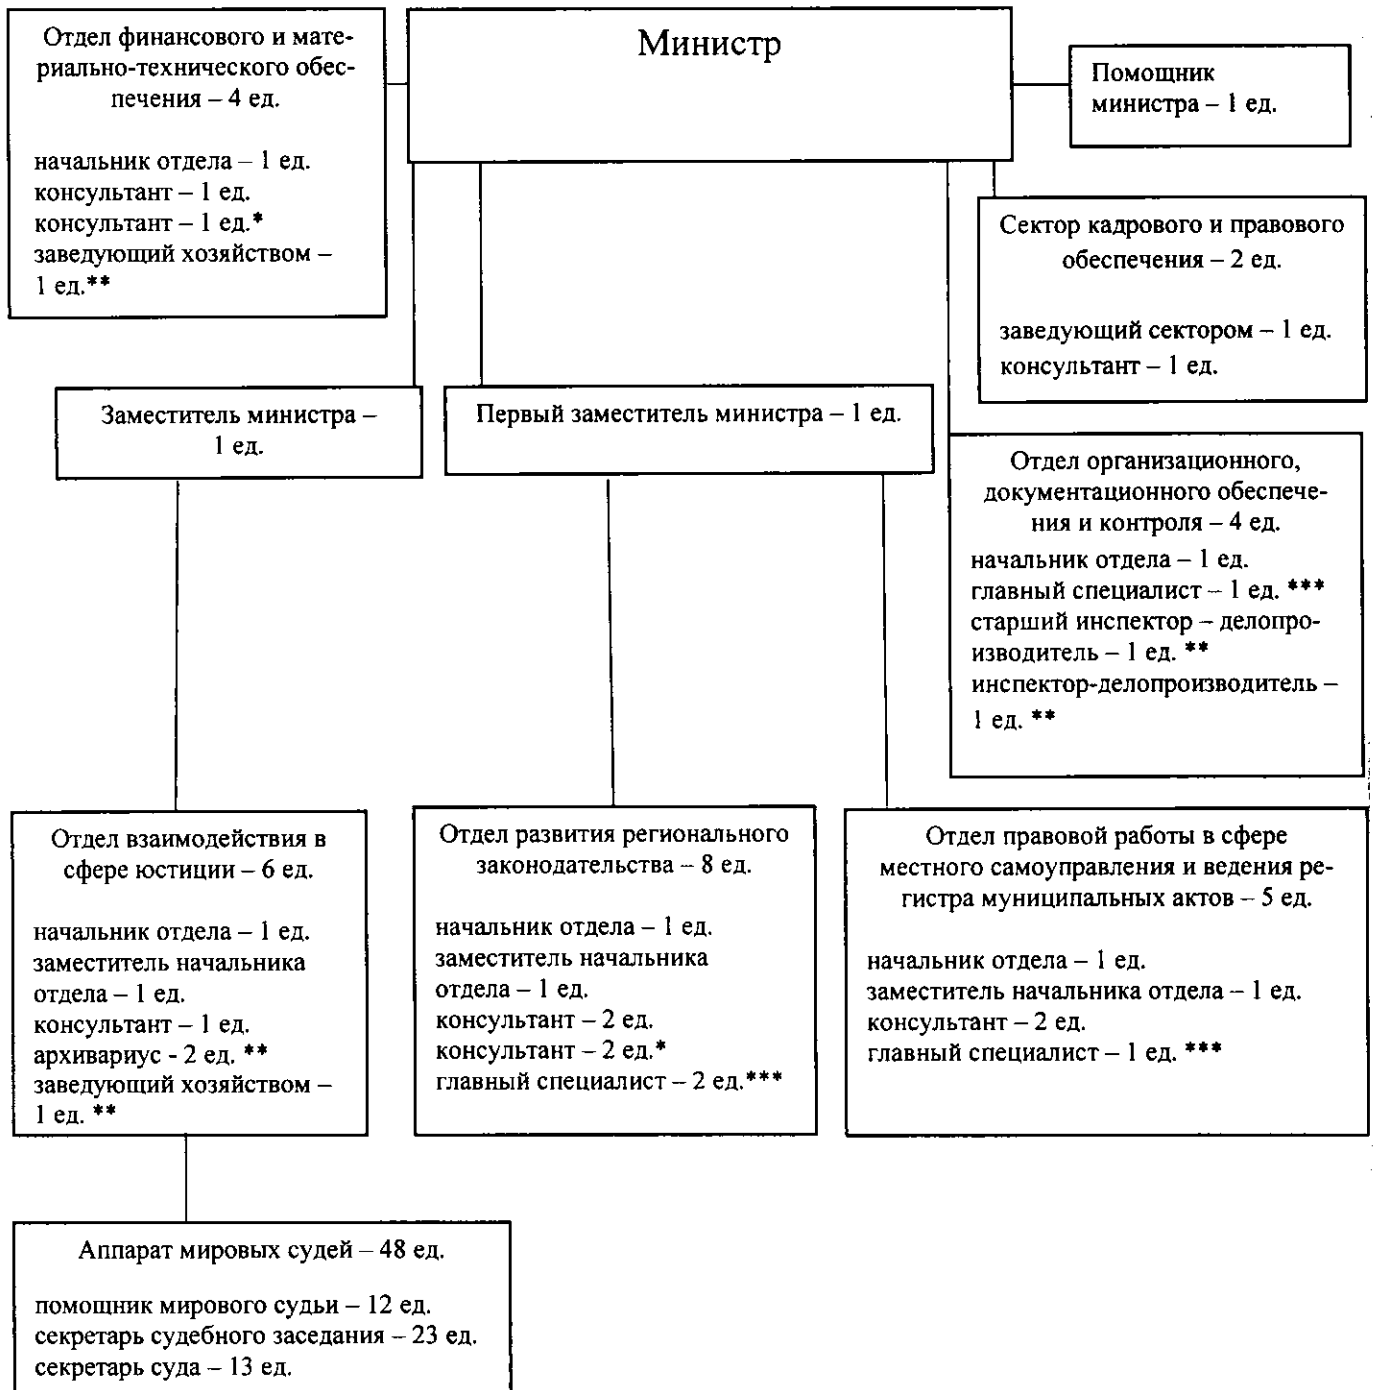 Отдел финансового и мате-
риально-технического обес-
печения – 4 ед.
начальник отдела – 1 ед.
консультант – 1 ед.
консультант – 1 ед.*
заведующий хозяйством –
1 ед.**
Министр
Помощник
министра – 1 ед.
Сектор кадрового и правового
обеспечения – 2 ед.
заведующий сектором – 1 ед.
консультант – 1 ед.
Заместитель министра –
1 ед.
Первый заместитель министра – 1 ед.
Отдел организационного,
документационного обеспече-
ния и контроля – 4 ед.
начальник отдела – 1 ед.
главный специалист – 1 ед. ***
старший инспектор – делопро-
изводитель – 1 ед. **
инспектор-делопроизводитель –
1 ед. **
Отдел взаимодействия в
сфере юстиции – 6 ед.
начальник отдела – 1 ед.
заместитель начальника
отдела – 1 ед.
консультант – 1 ед.
архивариус - 2 ед. **
заведующий хозяйством –
1 ед. **
Отдел развития регионального
законодательства – 8 ед.
начальник отдела – 1 ед.
заместитель начальника
отдела – 1 ед.
консультант – 2 ед.
консультант – 2 ед.*
главный специалист – 2 ед.***
Отдел правовой работы в сфере
местного самоуправления и ведения ре-
гистра муниципальных актов – 5 ед.
начальник отдела – 1 ед.
заместитель начальника отдела – 1 ед.
консультант – 2 ед.
главный специалист – 1 ед. ***
Аппарат мировых судей – 48 ед.
помощник мирового судьи – 12 ед.
секретарь судебного заседания – 23 ед.
секретарь суда – 13 ед.